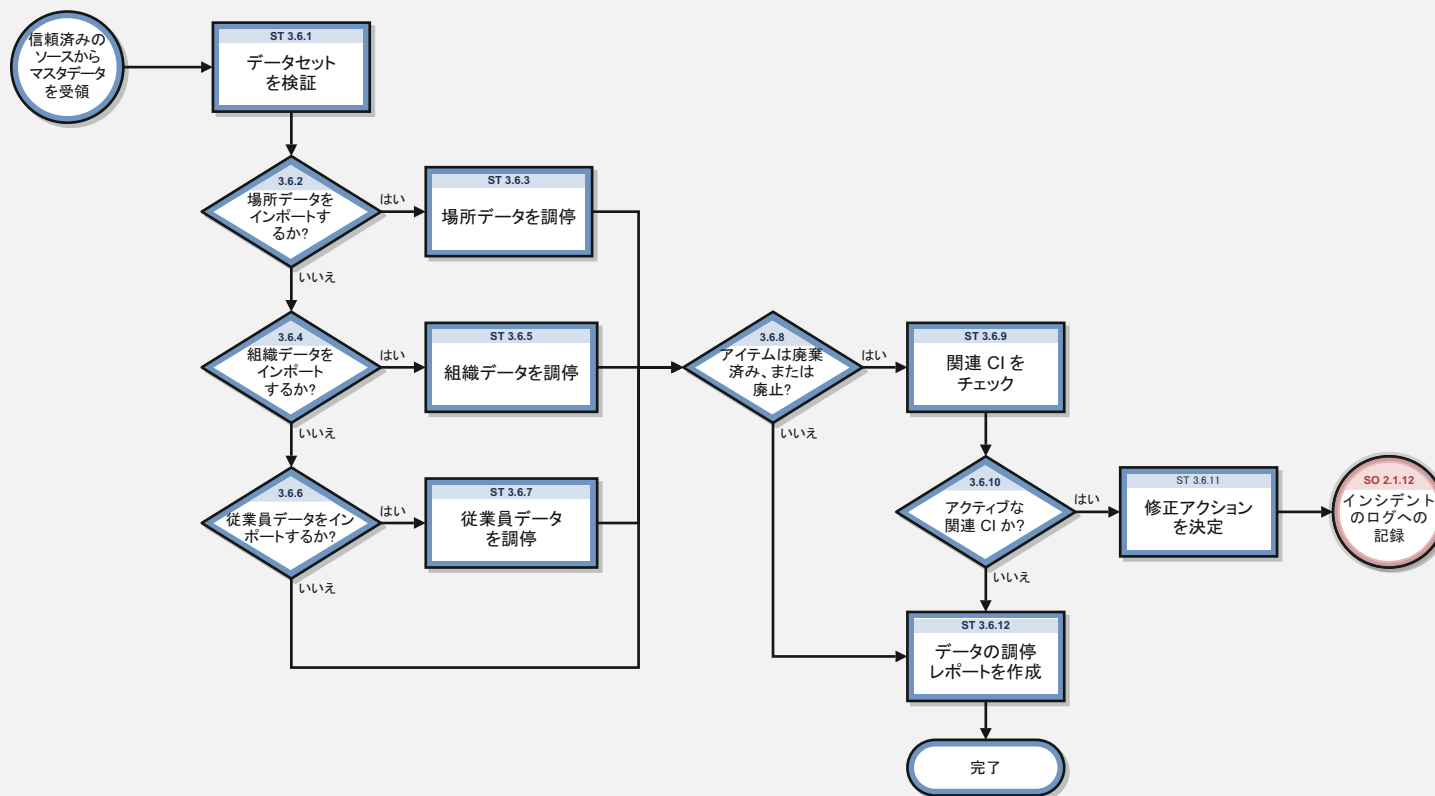 信頼済みの
ソースから
マスタデータ
を受領
ST 3.6.1
データセット
を検証
3.6.2
場所データを
インポートす
るか?
はい
いいえ
ST 3.6.3
場所データを調停
3.6.4
組織データを
インポート
するか?
はい
いいえ
ST 3.6.5
組織データを調停
3.6.6
従業員データをイン
ポートするか?
はい
いいえ
ST 3.6.7
従業員データ
を調停
3.6.8
アイテムは廃棄
済み、または
廃止?
はい
いいえ
ST 3.6.9
関連 CI を
チェック
3.6.10
アクティブな
関連 CI か?
はい
いいえ
ST 3.6.11
修正アクション
を決定
SO 2.1.12
インシデント
のログへの
記録
ST 3.6.12
データの調停
レポートを作成
完了